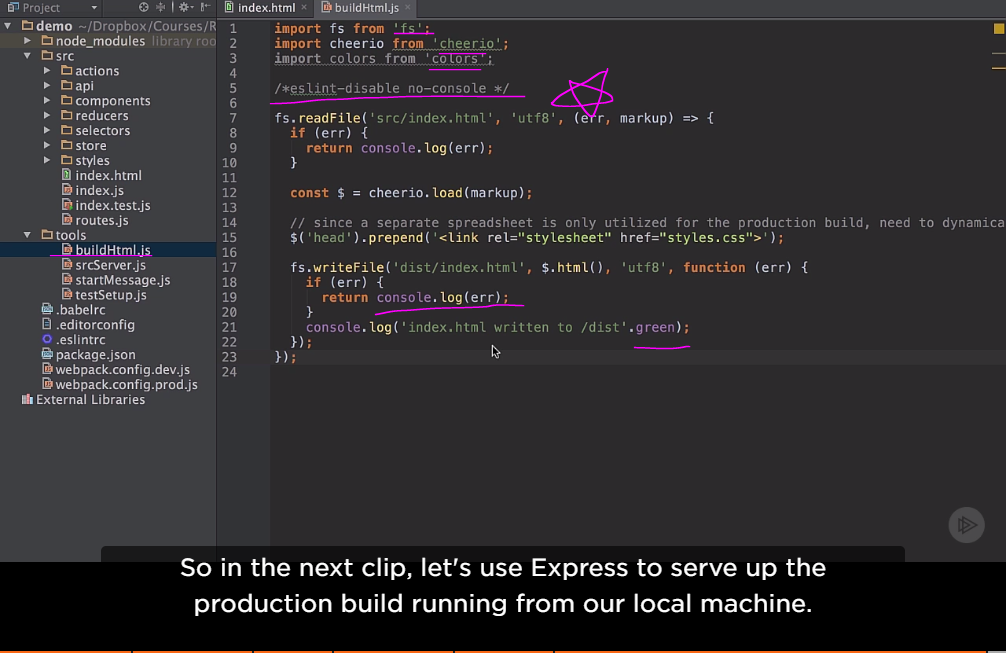 Project
index.html
buildHtml.js
demo ~/Dropbox/Courses/R
node_modules library roo
src
actions
api
components
reducers
selectors
store
styles
index.html
index.js
index.test.js
routes.js
tools
buildHtml.js
srcServer.js
startMessage.js
testSetup.js
.babelrc
.editorconfig
.eslintrc
package.json
webpack.config.dev.js
webpack.config.prod.js
External Libraries
1 import fs from 'fs';
2 import cheerio from 'cheerio';
3 import colors from 'colors';
4
5 /*eslint-disable no-console */
6
7 fs.readFile('src/index.html', 'utf8', (err, markup) => {
8 if (err) {
9 return console.log(err);
10 }
11
12 const $ = cheerio.load(markup);
13
14 // since a separate spreadsheet is only utilized for the production build, need to dynamica
15 $('head').prepend('<link rel="stylesheet" href="styles.css">');
16
17 fs.writeFile('dist/index.html', $.html(), 'utf8', function (err) {
18 if (err) {
19 return console.log(err);
20 }
21 console.log('index.html written to /dist'.green);
22 });
23 });
24
So in the next clip, let's use Express to serve up the
production build running from our local machine.